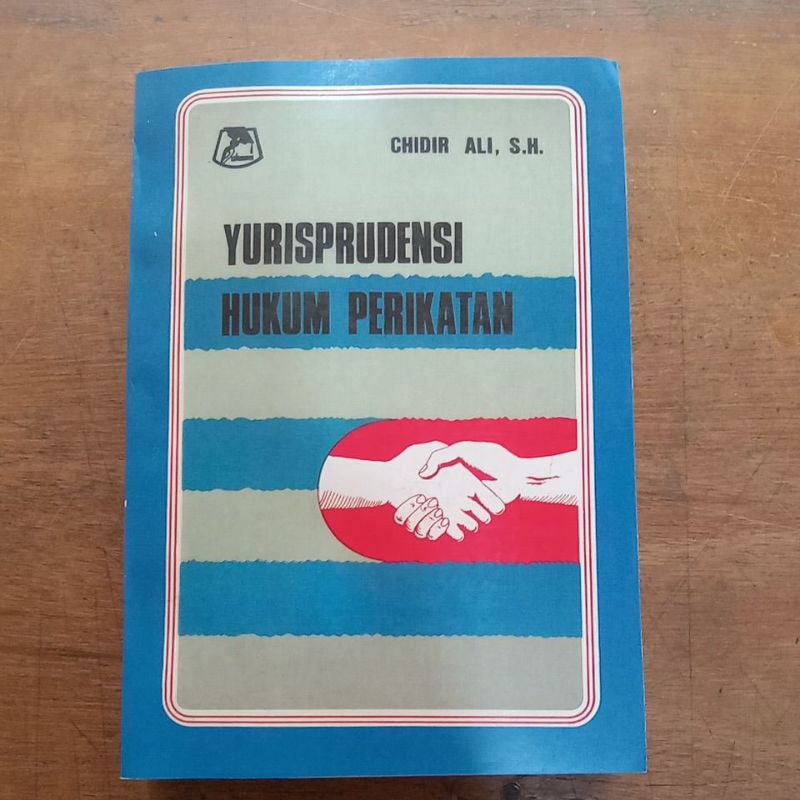 CHIDIR ALI, S.H.
YURISPRUDENSI
HUKUM PERIKATAN